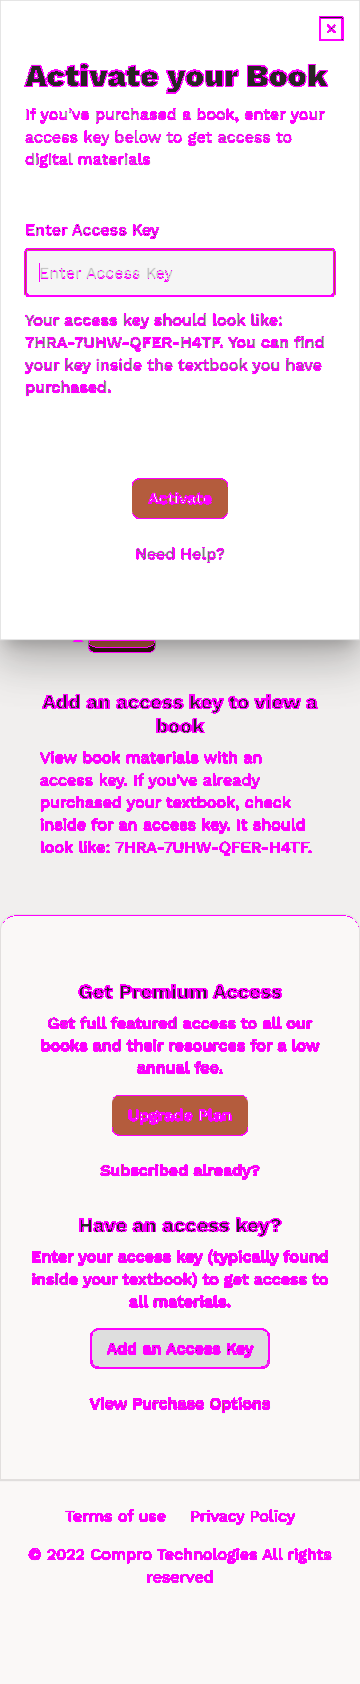 Activate your Book
If you've purchased a book, enter your
access key below to get access to
digital materials
Enter Access Key
Enter Access Key
Your access key should look like:
7HRA-7UHW-QFER-H4TF. You can find
your key inside the textbook you have
purchased.
Activate
Need Help?
Add an access key to view a
book
View book materials with an
access key. If you've already
purchased your textbook, check
inside for an access key. It should
look like: 7HRA-7UHW-QFER-H4TF.
Get Premium Access
Get full featured access to all our
books and their resources for a low
annual fee.
Upgrade Plan
Subscribed already?
Have an access key?
Enter your access key (typically found
inside your textbook) to get access to
all materials.
Add an Access Key
View Purchase Options
Terms of use Privacy Policy
© 2022 Compro Technologies All rights
reserved